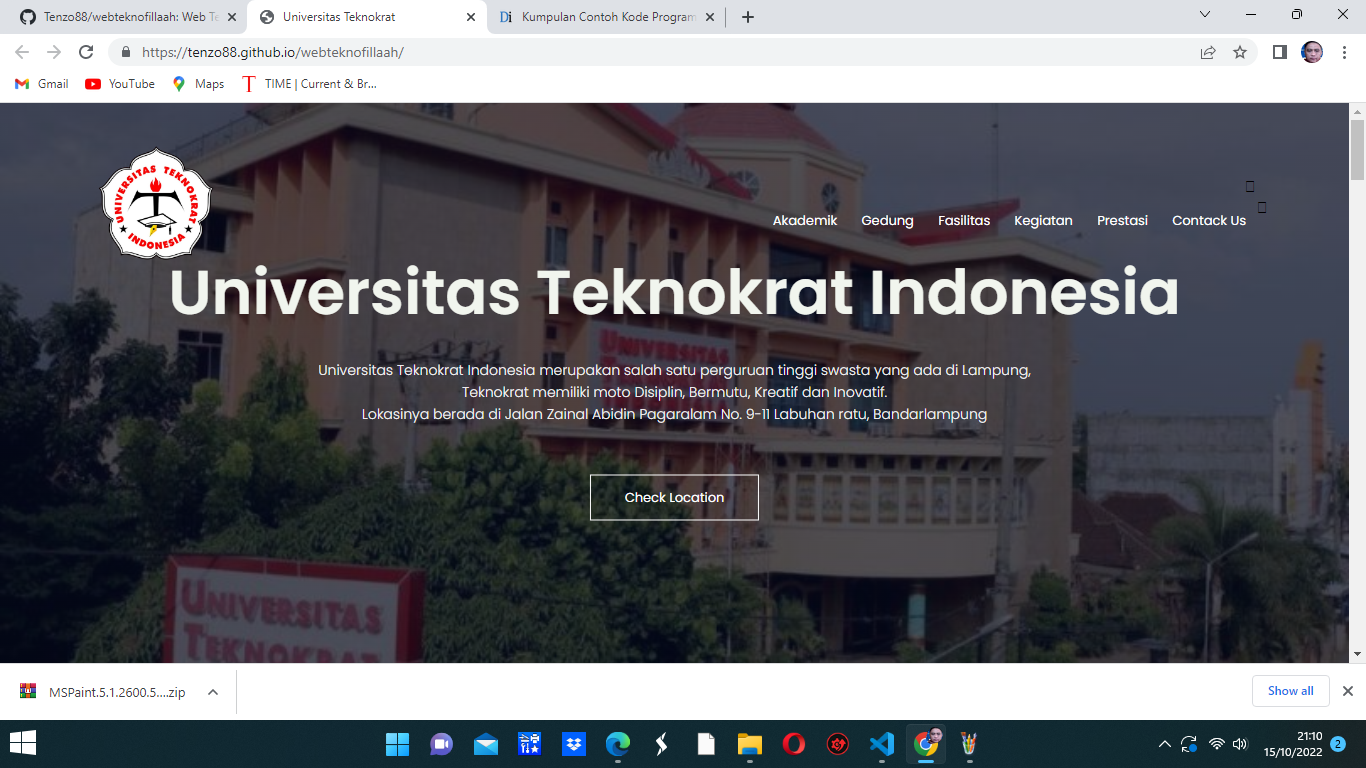 Tenzo88/webteknofillaah: Web Te
Universitas Teknokrat
Di Kumpulan Contoh Kode Program
https://tenzo88.github.io/webteknofillaah/
Gmail YouTube Maps TIME | Current & Br...
UNIVERSITAS TEKNOKRAT
INDONESIA
Akademik Gedung Fasilitas Kegiatan Prestasi Contack Us
Universitas Teknokrat Indonesia
Universitas Teknokrat Indonesia merupakan salah satu perguruan tinggi swasta yang ada di Lampung,
Teknokrat memiliki moto Disiplin, Bermutu, Kreatif dan Inovatif.
Lokasinya berada di Jalan Zainal Abidin Pagaralam No. 9-11 Labuhan ratu, Bandarlampung
Check Location
UNIVERSITAS
TEKNOKRAT
UNIVERSITAS
TEKNOKRAT
MSPaint.5.1.2600.5....zip
Show all
21:10
15/10/2022
2